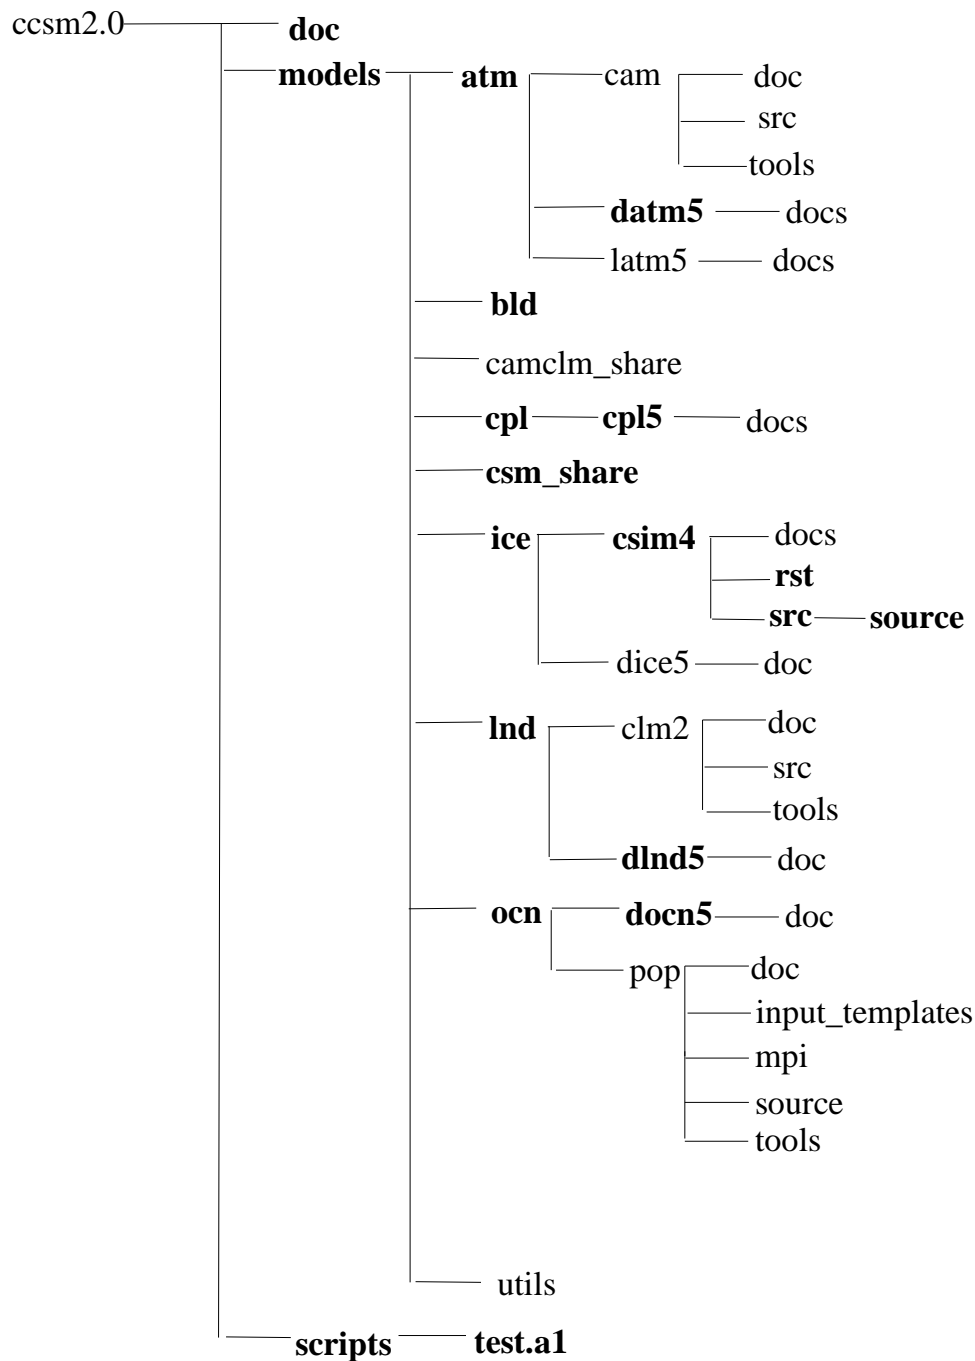 ccsm2.0 doc
models atm cam doc
src
tools
datm5 docs
latm5 docs
bld
camclm_share
cpl cpl5 docs
csm_share
ice csim4 docs
rst
src source
dice5 doc
lnd clm2 doc
src
tools
dlnd5 doc
ocn docn5 doc
pop doc
input_templates
mpi
source
tools
utils
scripts test.a1